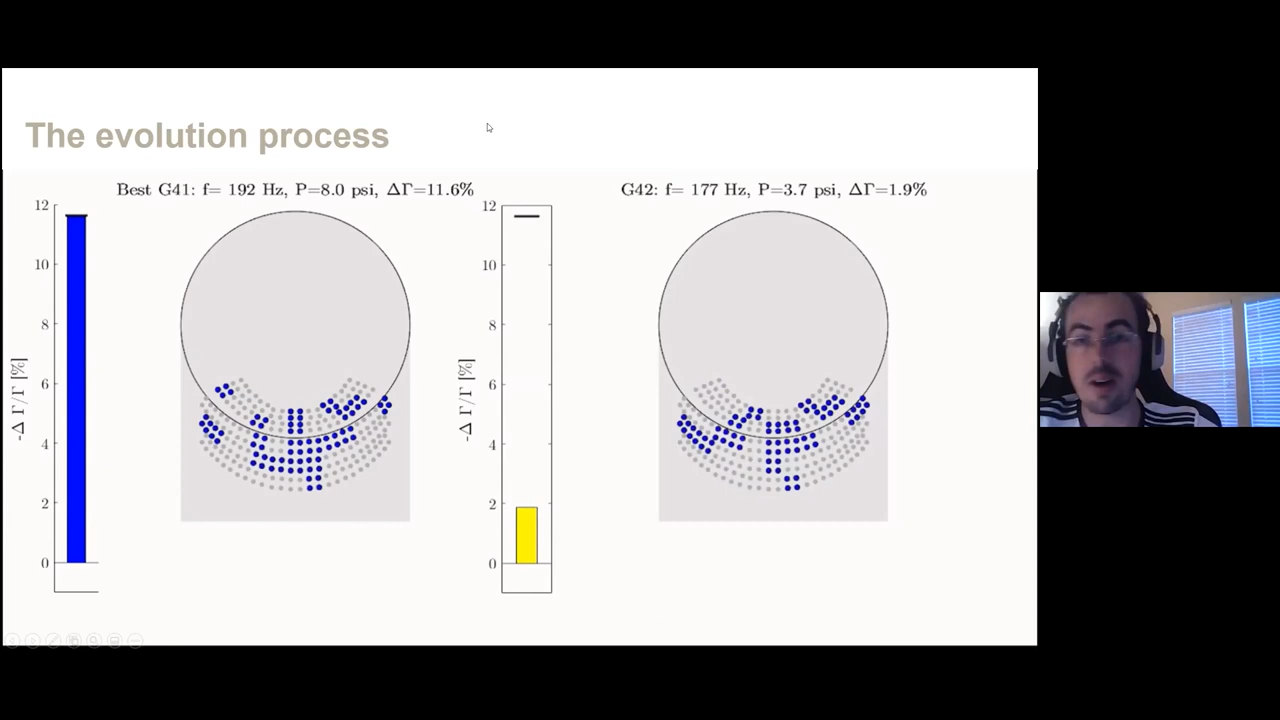 The evolution process
Best G41: f= 192 Hz, P=8.0 psi, ΔΓ=11.6%
G42: f= 177 Hz, P=3.7 psi, ΔΓ=1.9%
12
10
8
6
4
2
0
-Δ Γ/Γ [%]
12
10
8
6
4
2
0
-Δ Γ/Γ [%]